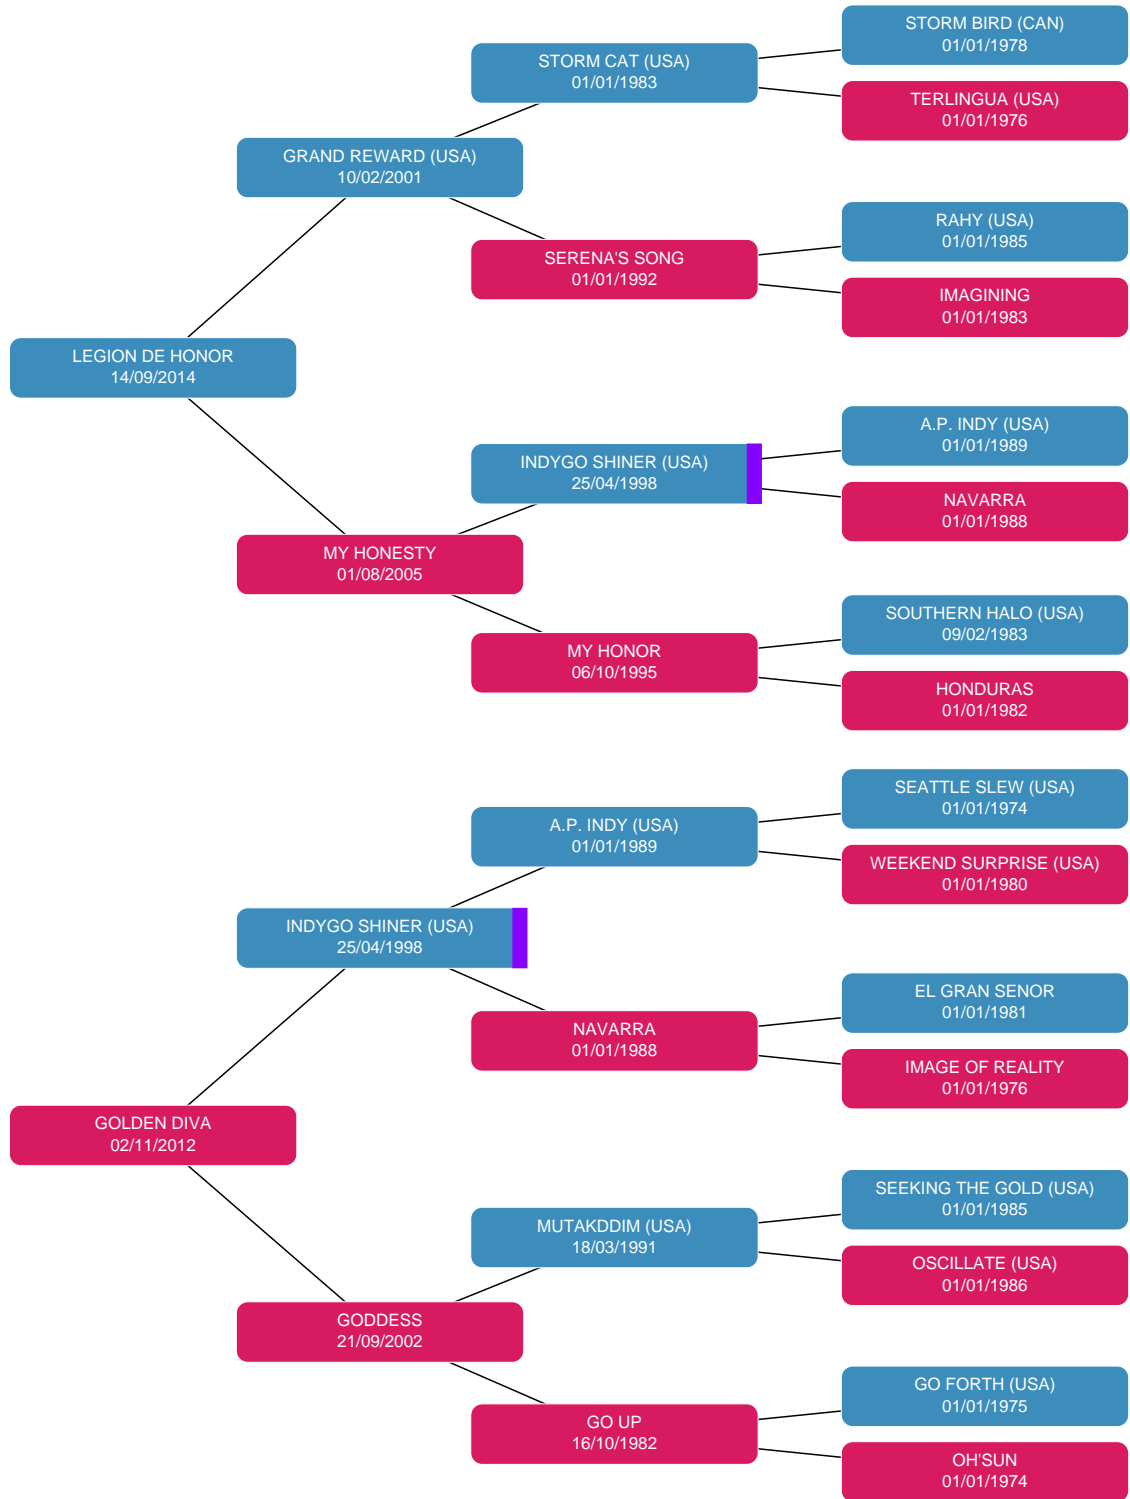 STORM BIRD (CAN)
01/01/1978
STORM CAT (USA)
01/01/1983
TERLINGUA (USA)
01/01/1976
GRAND REWARD (USA)
10/02/2001
RAHY (USA)
01/01/1985
SERENA'S SONG
01/01/1992
IMAGINING
01/01/1983
LEGION DE HONOR
14/09/2014
A.P. INDY (USA)
01/01/1989
INDYGO SHINER (USA)
25/04/1998
NAVARRA
01/01/1988
MY HONESTY
01/08/2005
SOUTHERN HALO (USA)
09/02/1983
MY HONOR
06/10/1995
HONDURAS
01/01/1982
SEATTLE SLEW (USA)
01/01/1974
A.P. INDY (USA)
01/01/1989
WEEKEND SURPRISE (USA)
01/01/1980
INDYGO SHINER (USA)
25/04/1998
EL GRAN SENOR
01/01/1981
NAVARRA
01/01/1988
IMAGE OF REALITY
01/01/1976
GOLDEN DIVA
02/11/2012
SEEKING THE GOLD (USA)
01/01/1985
MUTAKDDIM (USA)
18/03/1991
OSCILLATE (USA)
01/01/1986
GODDESS
21/09/2002
GO FORTH (USA)
01/01/1975
GO UP
16/10/1982
OH'SUN
01/01/1974